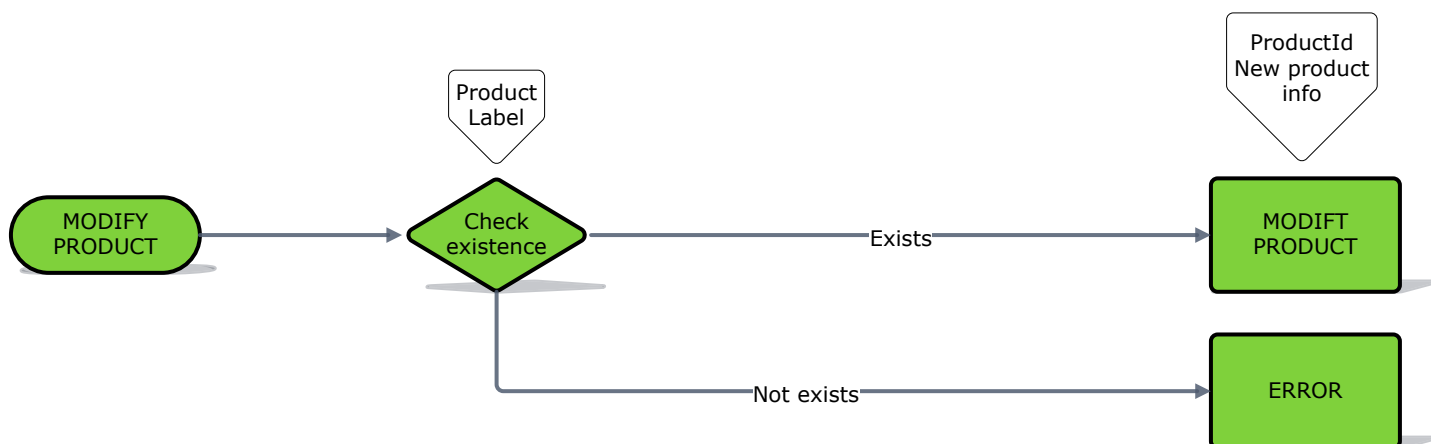 ProductId
New product
info
Product
Label
MODIFY
PRODUCT
Check
existence
Exists
MODIFT
PRODUCT
Not exists
ERROR